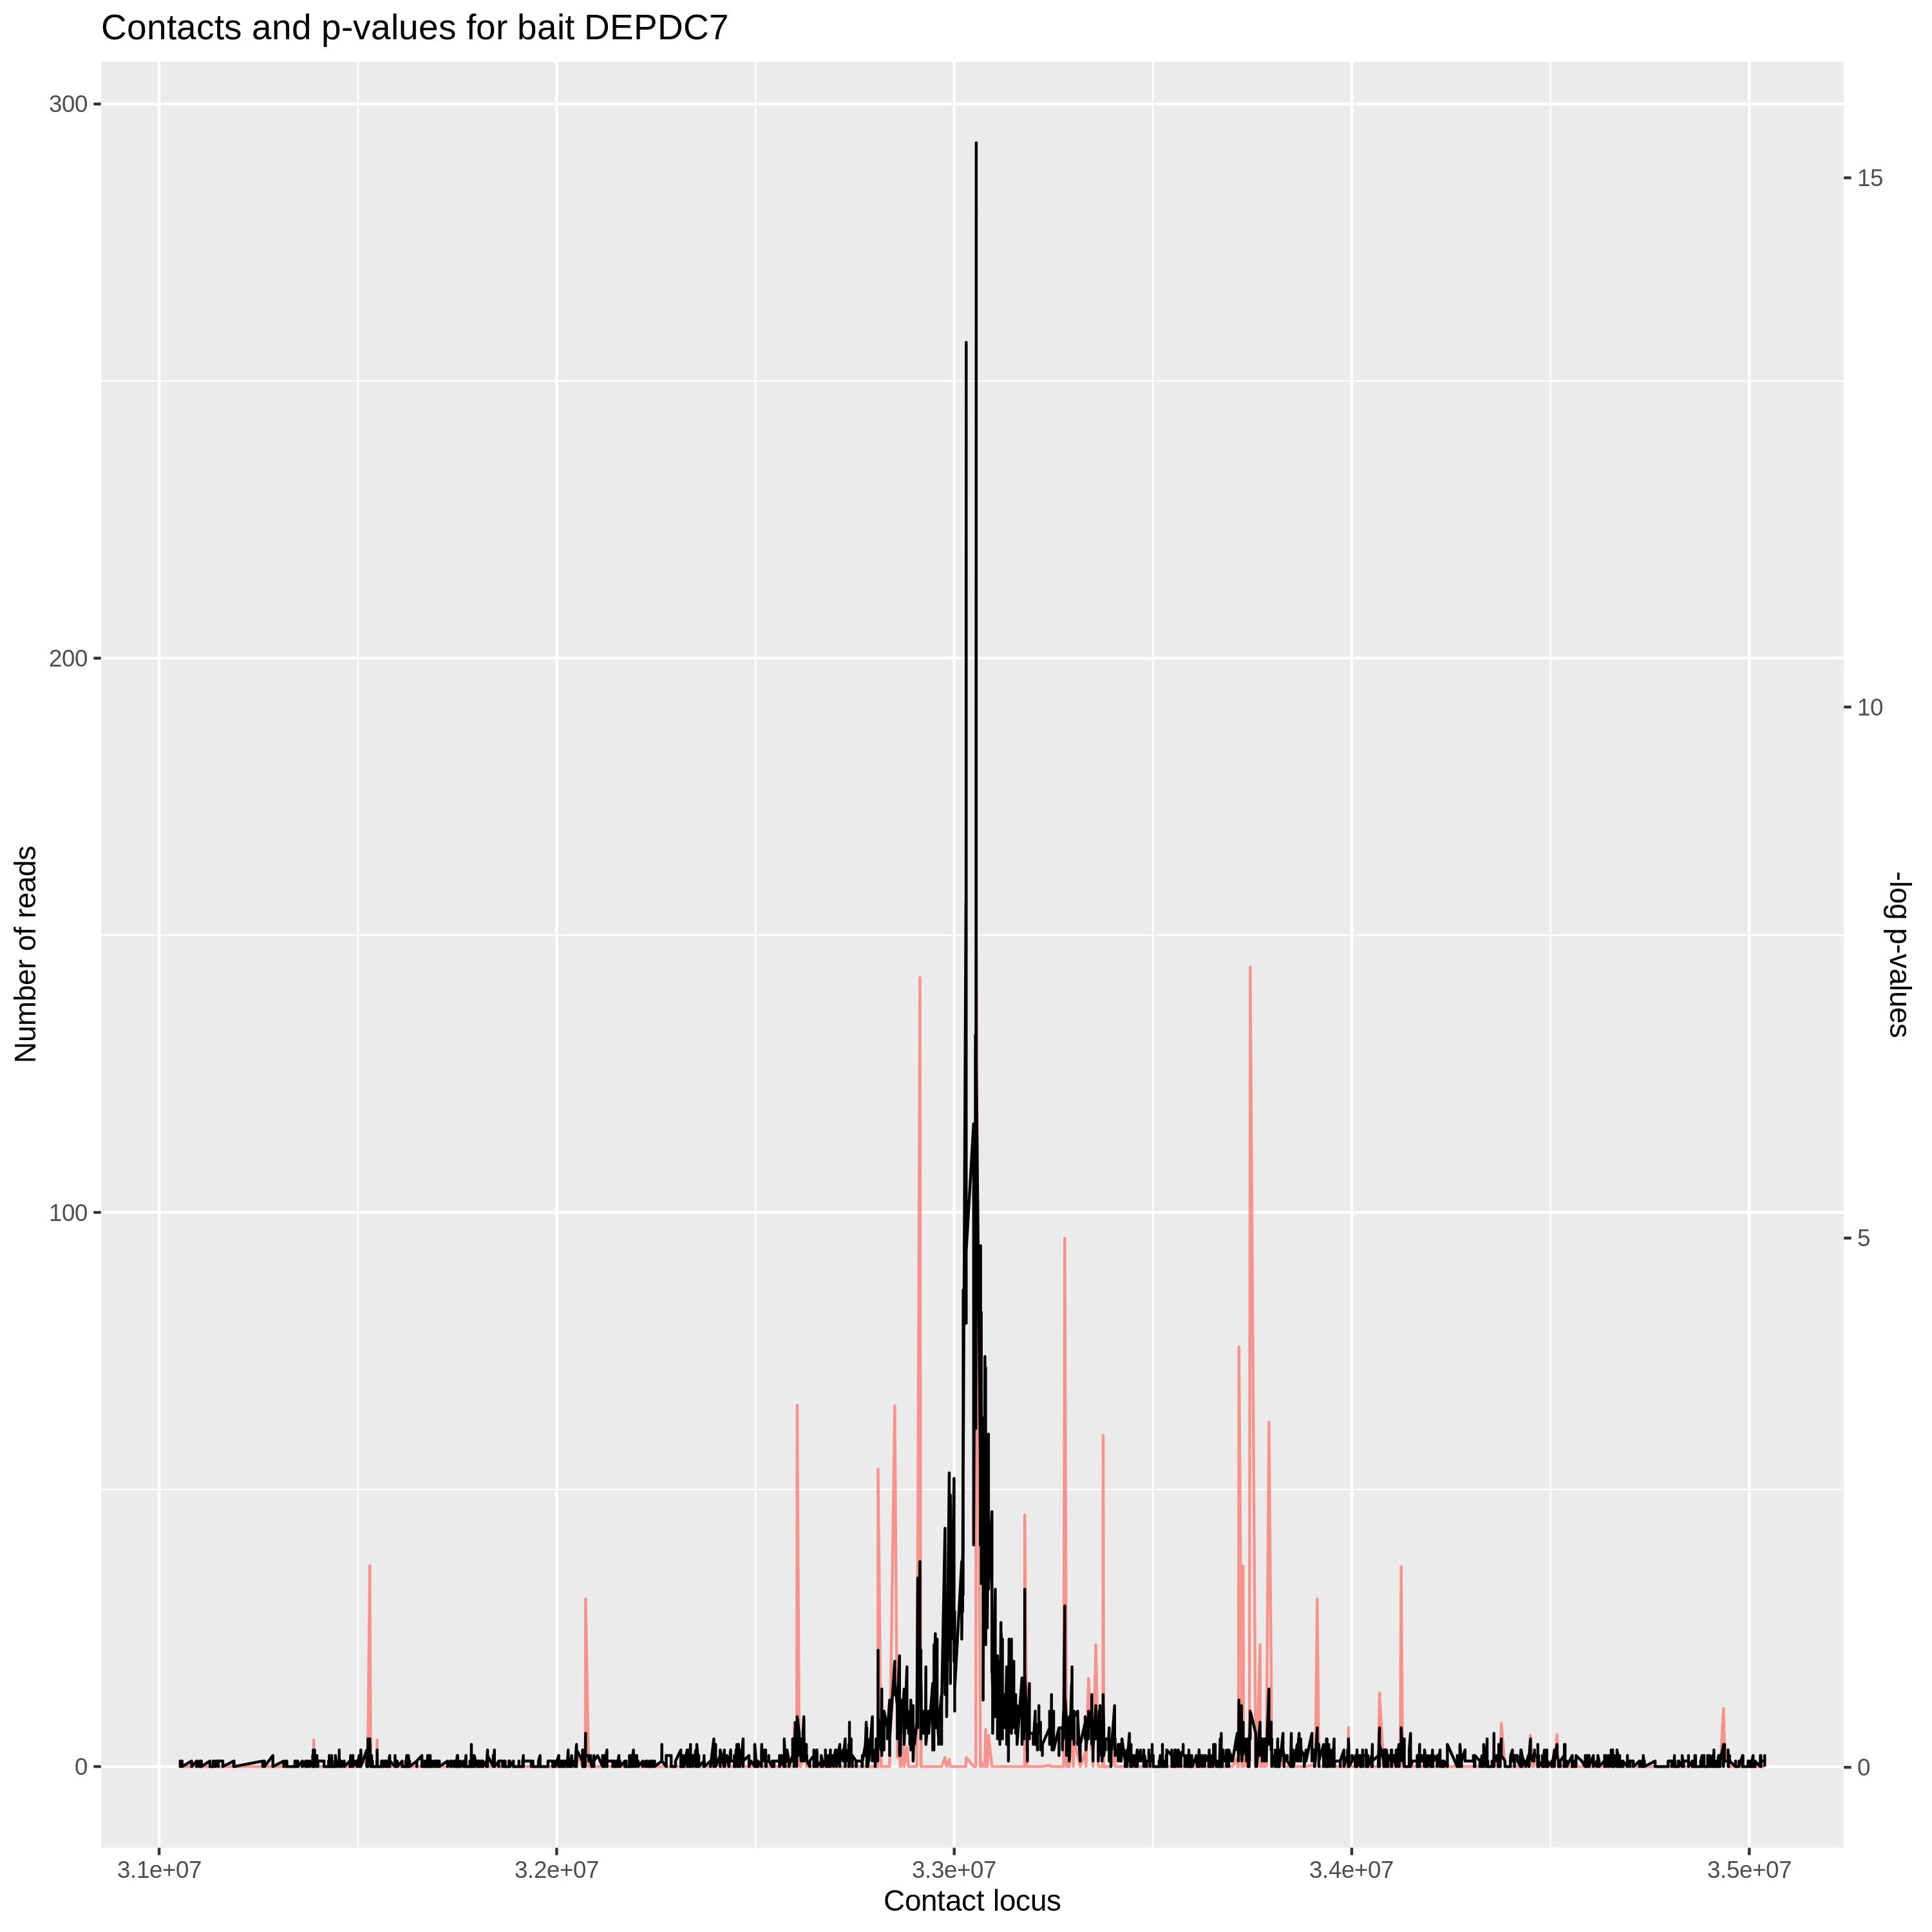 Contacts and p-values for bait DEPDC7
300
200
100
0
Number of reads
15
10
5
0
-log p-values
3.1e+07 3.2e+07 3.3e+07 3.4e+07 3.5e+07
Contact locus